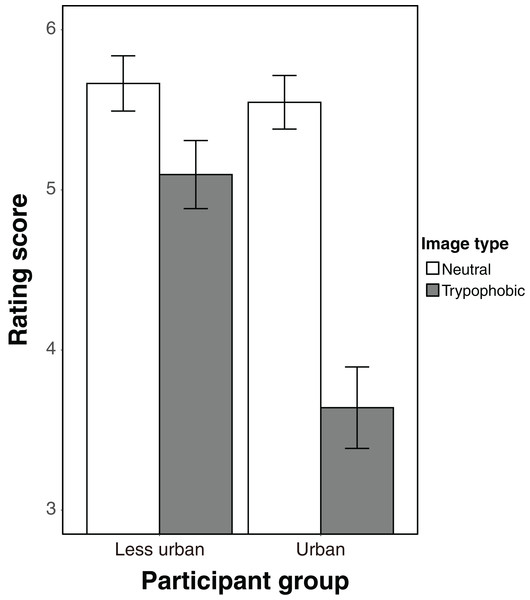 6
5
4
3
Rating score
Less urban
Urban
Participant group
Image type
Neutral
Trypophobic